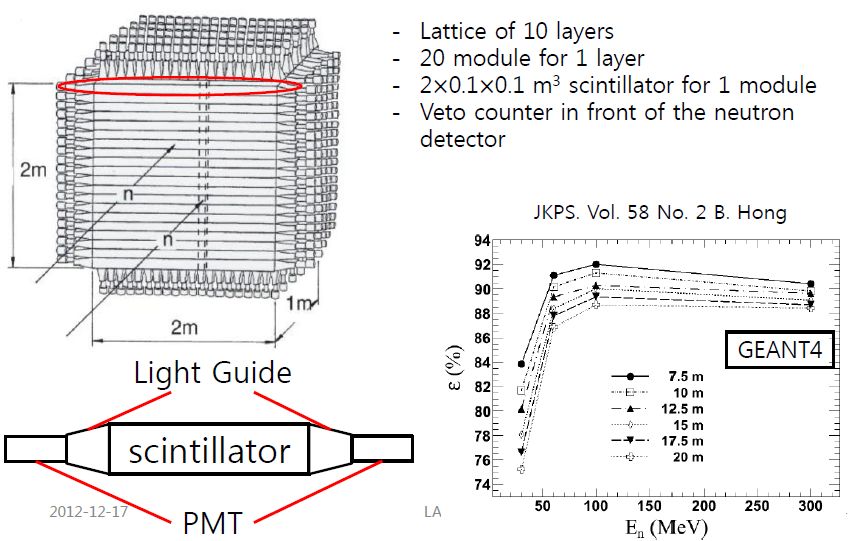 - Lattice of 10 layers
- 20 module for 1 layer
- 2×0.1×0.1 m³ scintillator for 1 module
- Veto counter in front of the neutron
detector
2m
n
n
1m
2m
JKPS. Vol. 58 No. 2 B. Hong
94
92
90
88
86
84
82
80
78
76
74
ε (%)
GEANT4
7.5 m
10 m
12.5 m
15 m
17.5 m
20 m
50 100 150 200 250 300
En (MeV)
Light Guide
scintillator
PMT
2012-12-17
LA